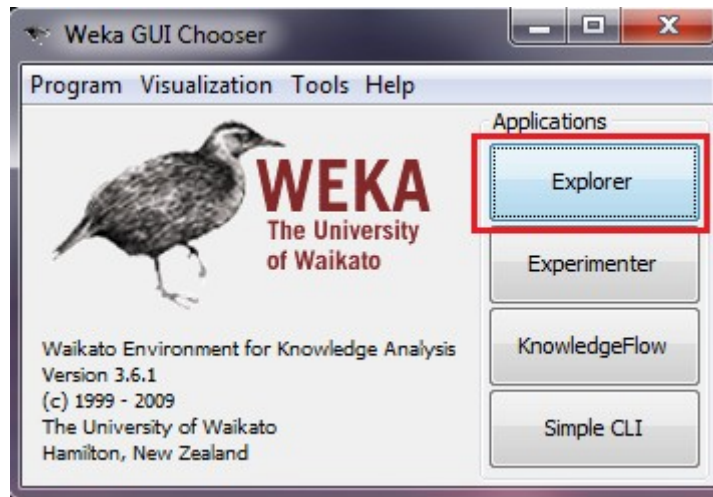 Weka GUI Chooser
Program Visualization Tools Help
WEKA
The University
of Waikato
Waikato Environment for Knowledge Analysis
Version 3.6.1
(c) 1999 - 2009
The University of Waikato
Hamilton, New Zealand
Applications
Explorer
Experimenter
KnowledgeFlow
Simple CLI